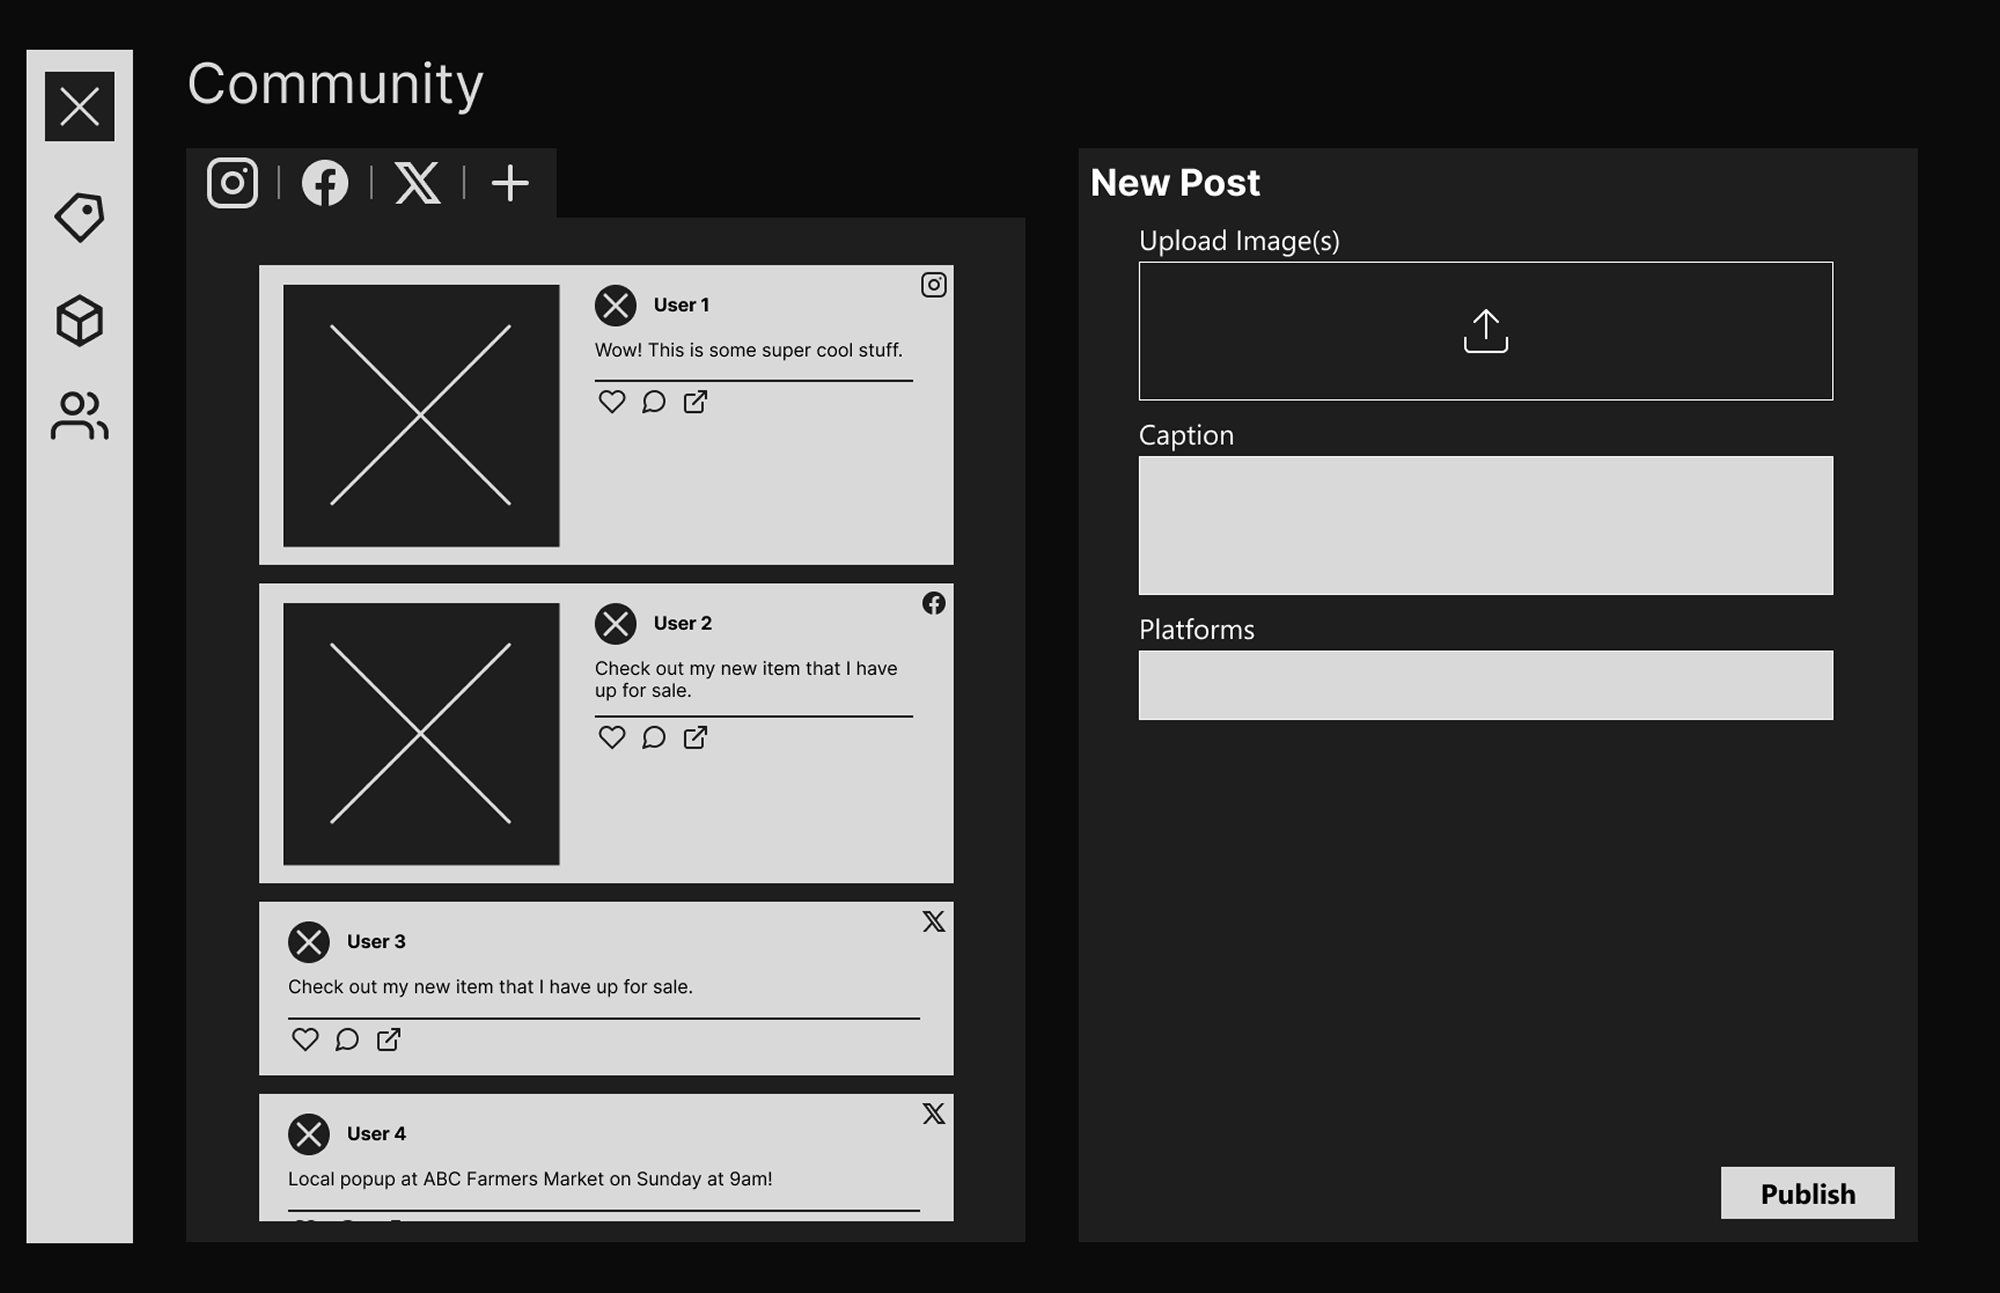 Community
User 1
Wow! This is some super cool stuff.
User 2
Check out my new item that I have
up for sale.
User 3
Check out my new item that I have up for sale.
User 4
Local popup at ABC Farmers Market on Sunday at 9am!
New Post
Upload Image(s)
Caption
Platforms
Publish